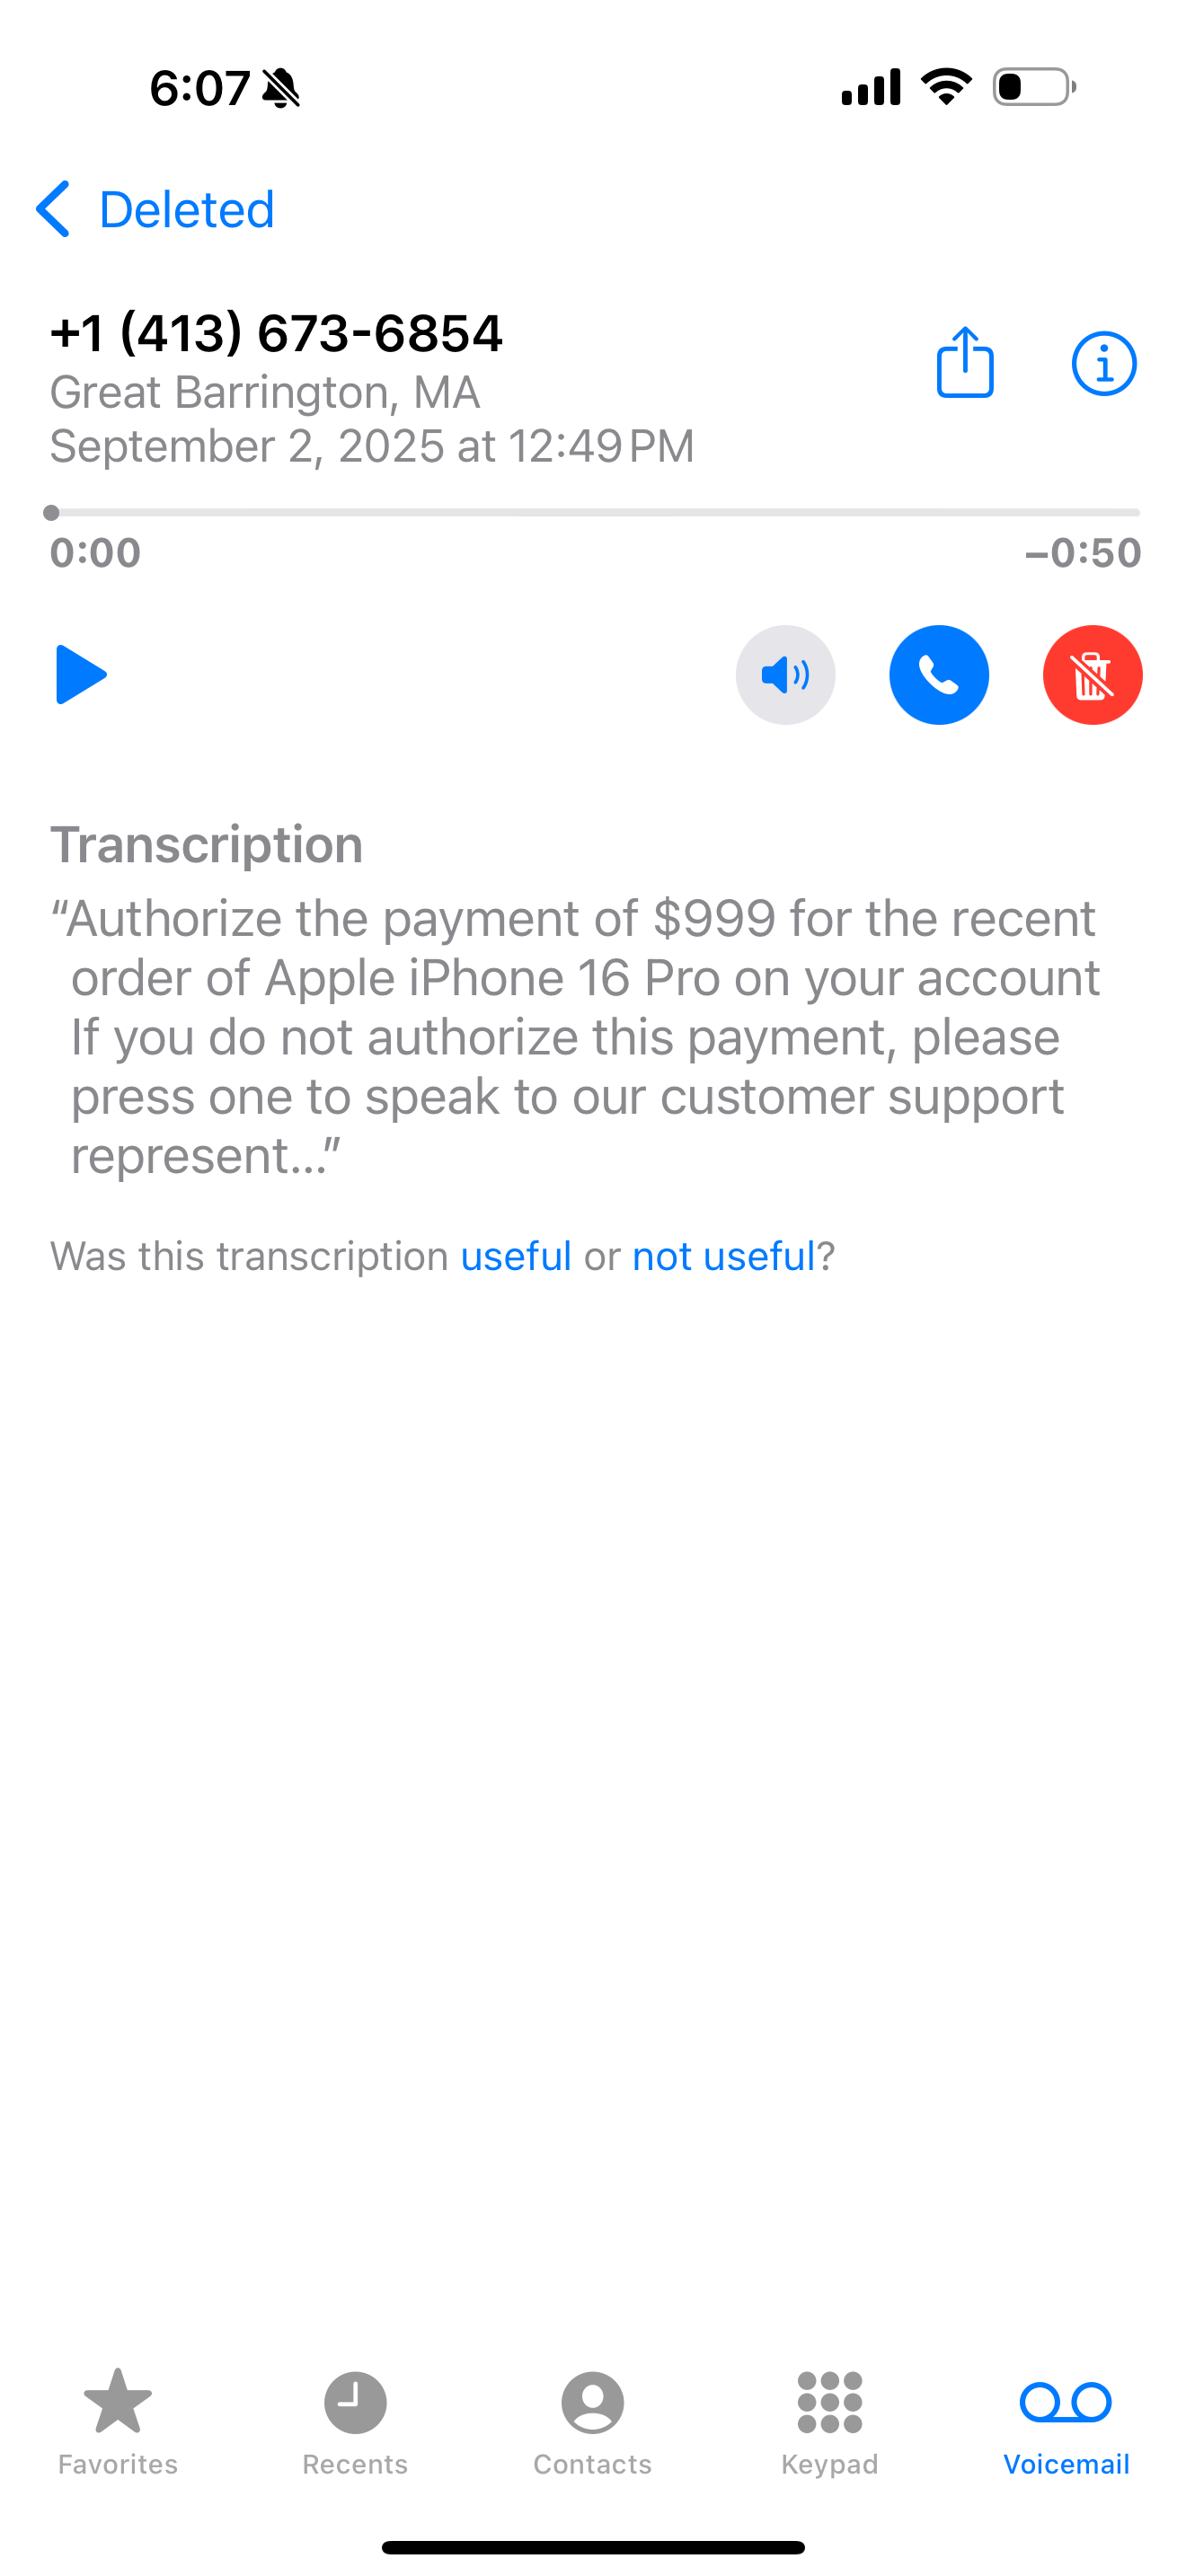 6:07
Deleted
+1 (413) 673-6854
Great Barrington, MA
September 2, 2025 at 12:49 PM
0:00
–0:50
Transcription
“Authorize the payment of $999 for the recent
order of Apple iPhone 16 Pro on your account
If you do not authorize this payment, please
press one to speak to our customer support
represent...”
Was this transcription useful or not useful?
Favorites
Recents
Contacts
Keypad
Voicemail